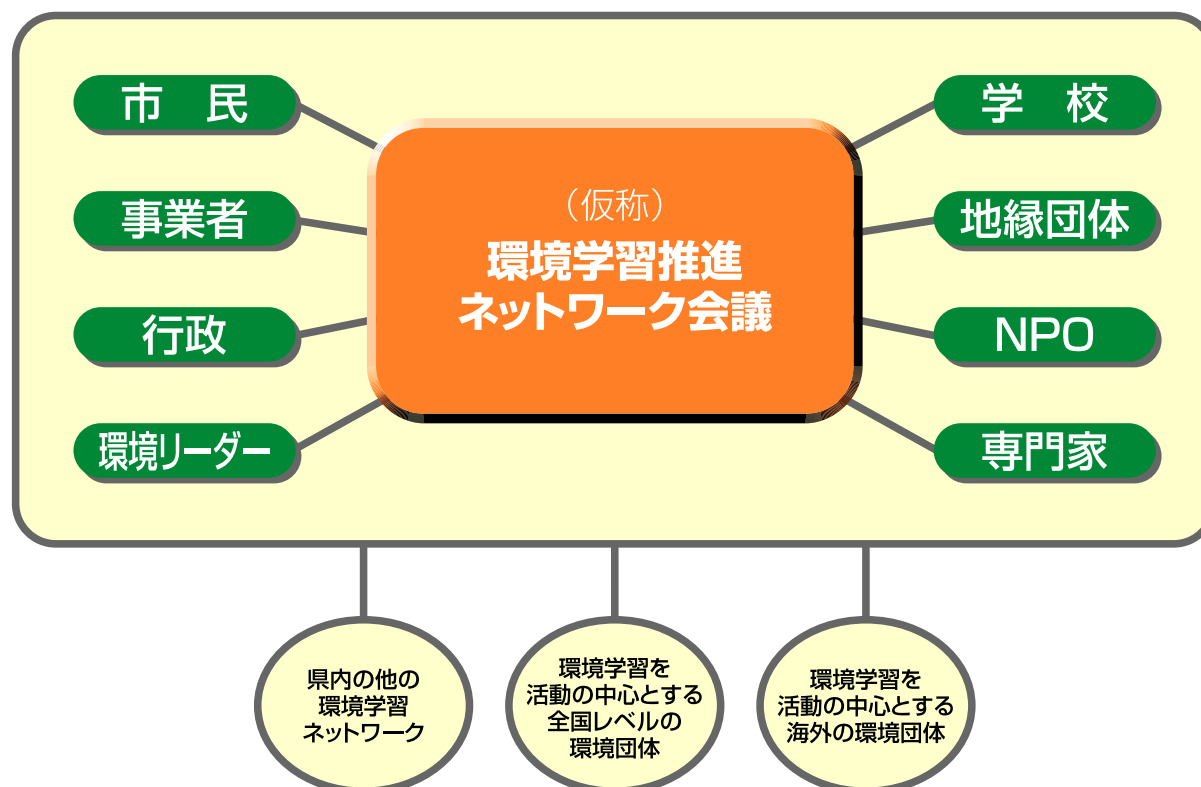 市　民
事業者
行政
環境リーダー
（仮称）
環境学習推進
ネットワーク会議
学　校
地縁団体
NPO
専門家
県内の他の
環境学習
ネットワーク
環境学習を
活動の中心とする
全国レベルの
環境団体
環境学習を
活動の中心とする
海外の環境団体